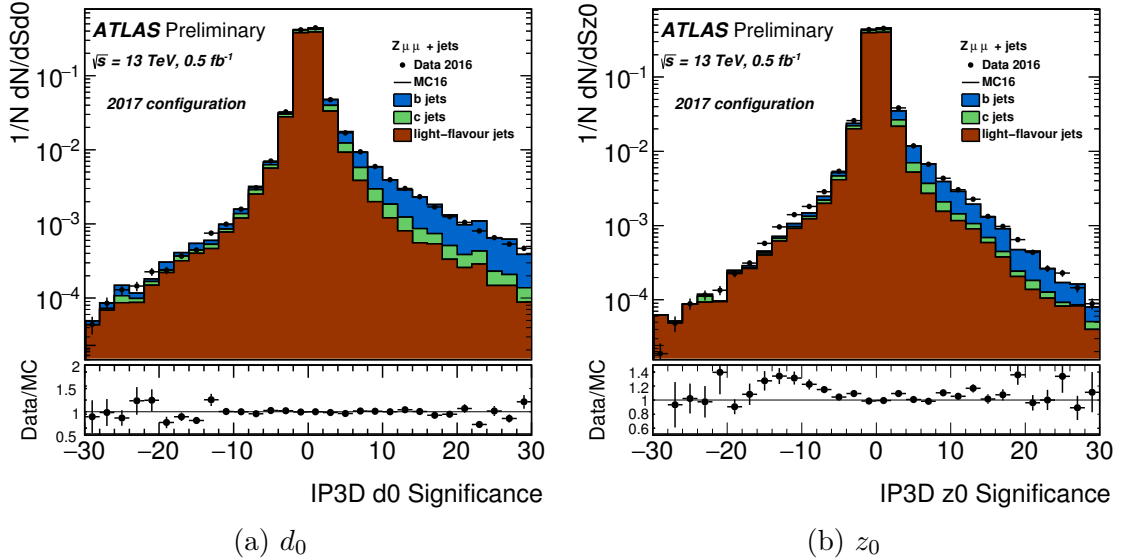 ATLAS Preliminary
√s = 13 TeV, 0.5 fb-1
2017 configuration
Z μ μ + jets
Data 2016
MC16
b jets
c jets
light-flavour jets
1/N dN/dSd0
10−1
10−2
10−3
10−4
Data/MC
2
1.5
1
0.5
−30 −20 −10 0 10 20 30
IP3D d0 Significance
(a) d0
ATLAS Preliminary
√s = 13 TeV, 0.5 fb-1
2017 configuration
Z μ μ + jets
Data 2016
MC16
b jets
c jets
light-flavour jets
1/N dN/dSz0
10−1
10−2
10−3
10−4
Data/MC
1.4
1.2
1
0.8
0.6
−30 −20 −10 0 10 20 30
IP3D z0 Significance
(b) z0